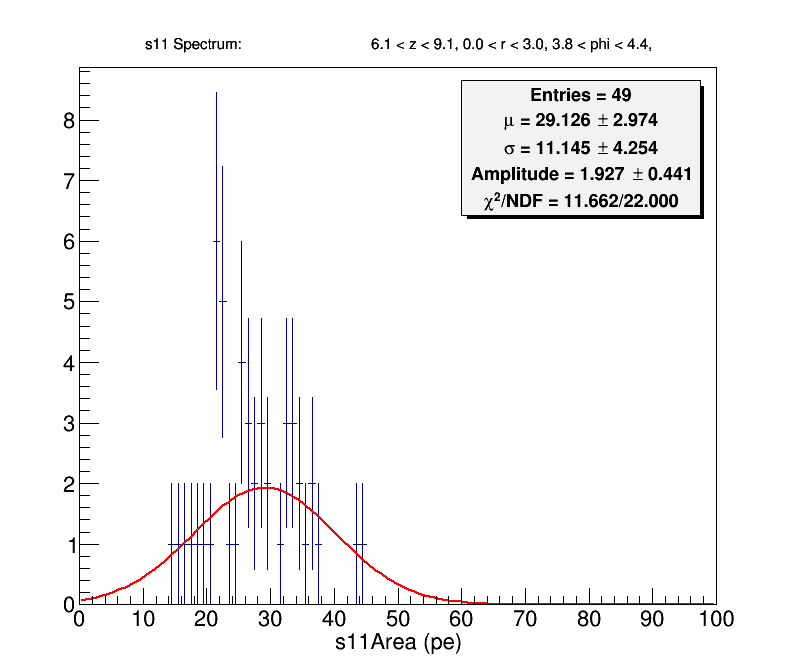 s11 Spectrum: 6.1 < z < 9.1, 0.0 < r < 3.0, 3.8 < phi < 4.4,
Entries = 49
μ = 29.126 ± 2.974
σ = 11.145 ± 4.254
Amplitude = 1.927 ± 0.441
χ²/NDF = 11.662/22.000
8
7
6
5
4
3
2
1
0
0 10 20 30 40 50 60 70 80 90 100
s11Area (pe)